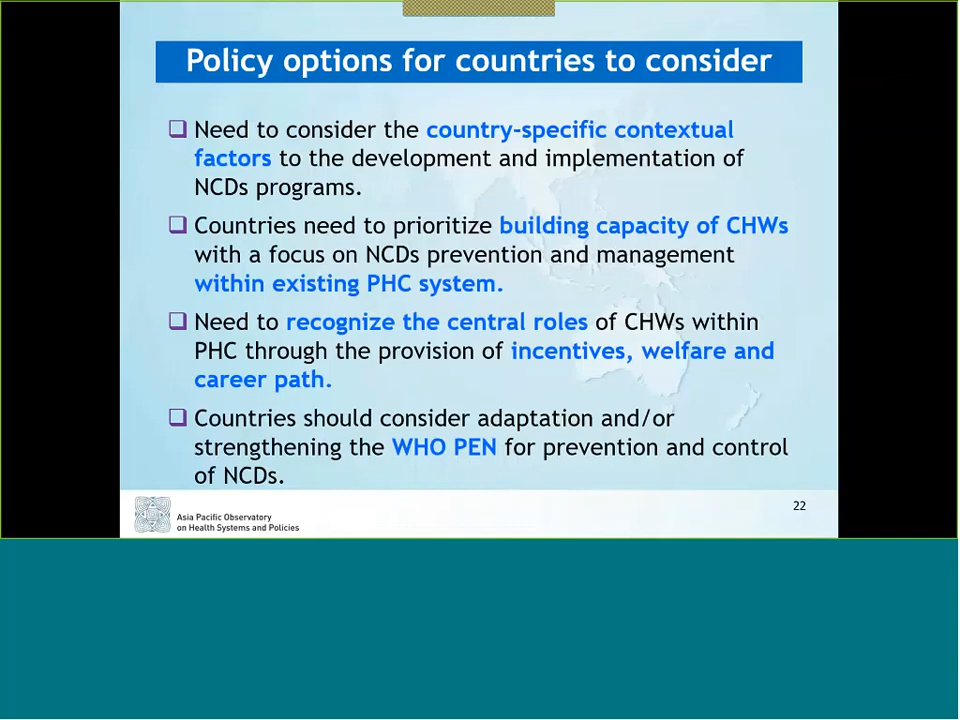 Policy options for countries to consider
Need to consider the country-specific contextual
factors to the development and implementation of
NCDs programs.
Countries need to prioritize building capacity of CHWs
with a focus on NCDs prevention and management
within existing PHC system.
Need to recognize the central roles of CHWs within
PHC through the provision of incentives, welfare and
career path.
Countries should consider adaptation and/or
strengthening the WHO PEN for prevention and control
of NCDs.
22
Asia Pacific Observatory
on Health Systems and Policies